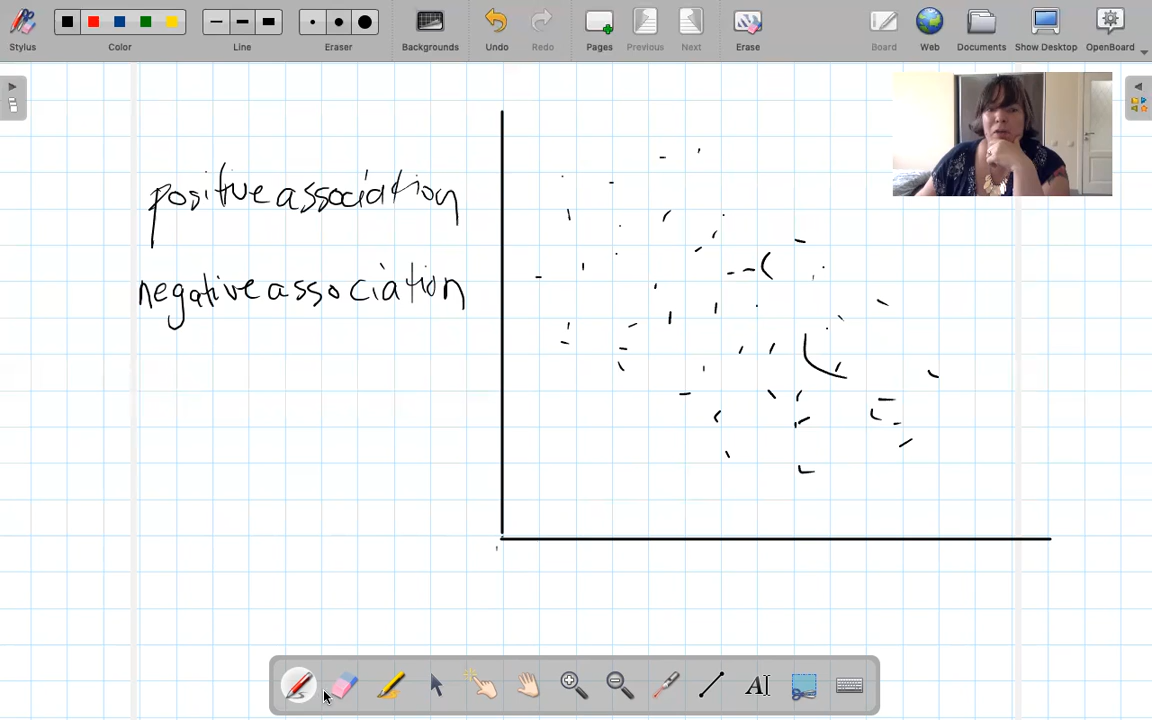 Stylus
Color
Line
Eraser
Backgrounds
Undo
Redo
Pages
Previous
Next
Erase
Board
Web
Documents
Show Desktop
OpenBoard
positive association
negative association
AI